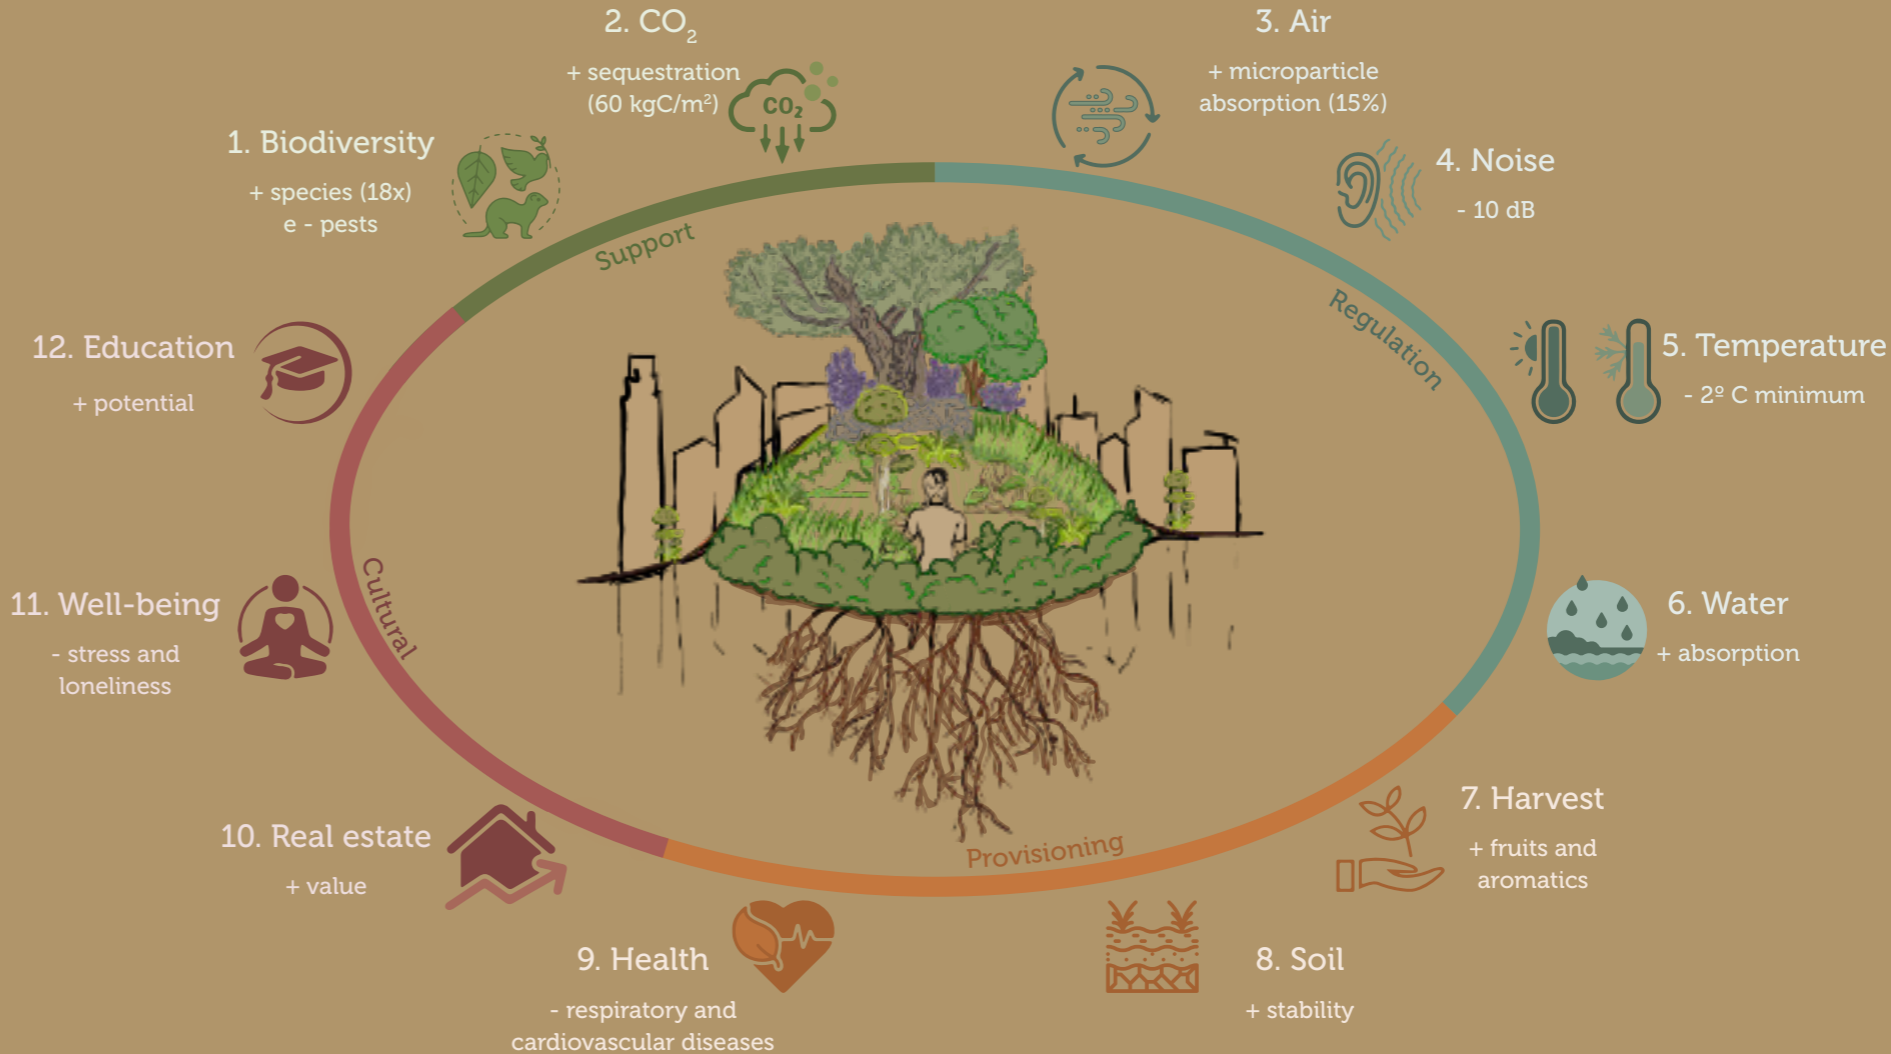 2. CO₂
+ sequestration
(60 kgC/m²)
CO₂
3. Air
+ microparticle
absorption (15%)
1. Biodiversity
+ species (18x)
e - pests
4. Noise
- 10 dB
Support
Regulation
12. Education
+ potential
5. Temperature
- 2º C minimum
Cultural
11. Well-being
- stress and
loneliness
6. Water
+ absorption
10. Real estate
+ value
Provisioning
7. Harvest
+ fruits and
aromatics
9. Health
- respiratory and
cardiovascular diseases
8. Soil
+ stability